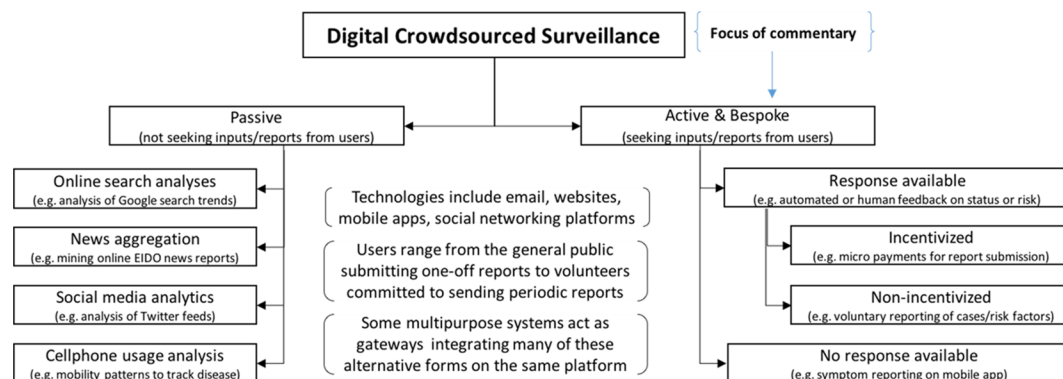 Digital Crowdsourced Surveillance
Focus of commentary
Passive
(not seeking inputs/reports from users)
Active & Bespoke
(seeking inputs/reports from users)
Online search analyses
(e.g. analysis of Google search trends)
News aggregation
(e.g. mining online EIDO news reports)
Social media analytics
(e.g. analysis of Twitter feeds)
Cellphone usage analysis
(e.g. mobility patterns to track disease)
Technologies include email, websites,
mobile apps, social networking platforms
Users range from the general public
submitting one-off reports to volunteers
committed to sending periodic reports
Some multipurpose systems act as
gateways integrating many of these
alternative forms on the same platform
Response available
(e.g. automated or human feedback on status or risk)
Incentivized
(e.g. micro payments for report submission)
Non-incentivized
(e.g. voluntary reporting of cases/risk factors)
No response available
(e.g. symptom reporting on mobile app)